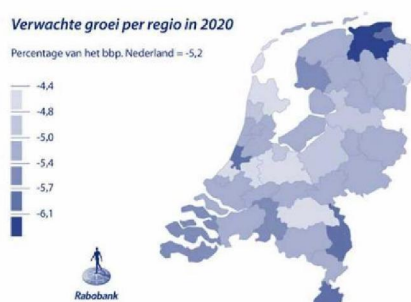 Verwachte groei per regio in 2020
Percentage van het bbp. Nederland = -5,2
-4,4
-4,8
-5,0
-5,4
-5,7
-6,1
Rabobank